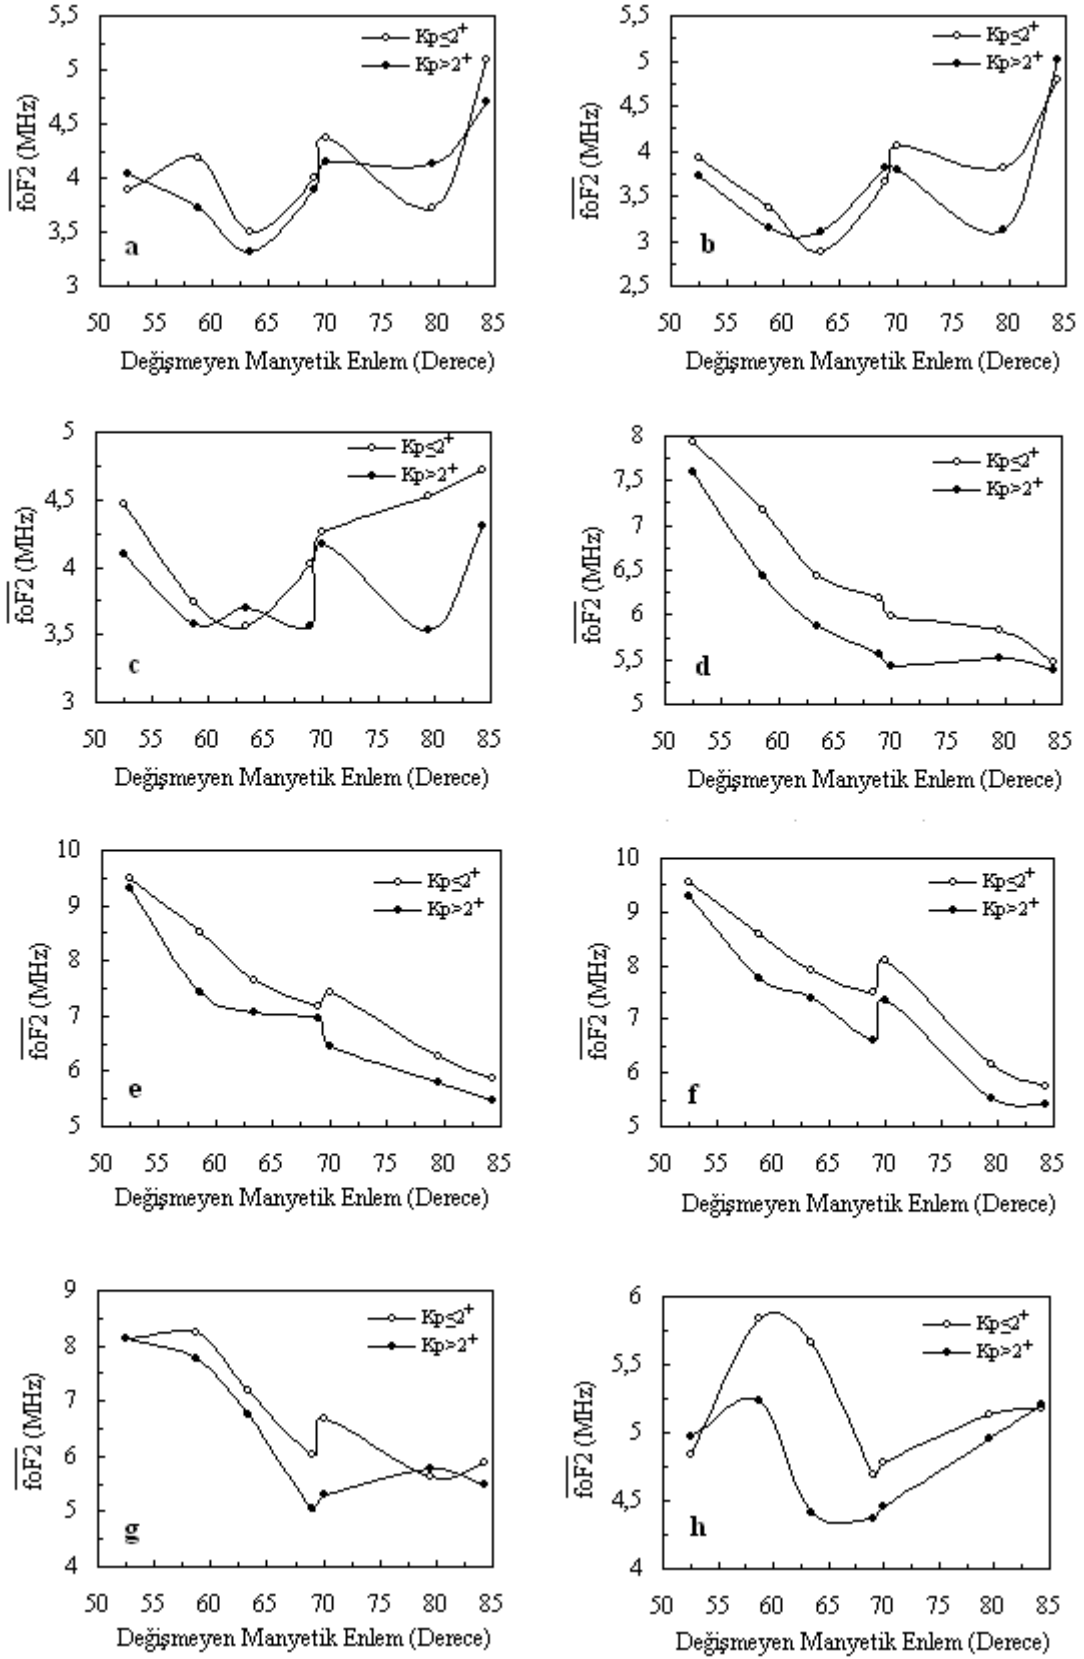 5,5
5
4,5
4
3,5
3
foF2 (MHz)
Kp≤2+
Kp>2+
a
50 55 60 65 70 75 80 85
Değişmeyen Manyetik Enlem (Derece)
5,5
5
4,5
4
3,5
3
2,5
foF2 (MHz)
Kp≤2+
Kp>2+
b
50 55 60 65 70 75 80 85
Değişmeyen Manyetik Enlem (Derece)
5
4,5
4
3,5
3
foF2 (MHz)
Kp≤2+
Kp>2+
c
50 55 60 65 70 75 80 85
Değişmeyen Manyetik Enlem (Derece)
8
7,5
7
6,5
6
5,5
5
foF2 (MHz)
Kp≤2+
Kp>2+
d
50 55 60 65 70 75 80 85
Değişmeyen Manyetik Enlem (Derece)
10
9
8
7
6
5
foF2 (MHz)
Kp≤2+
Kp>2+
e
50 55 60 65 70 75 80 85
Değişmeyen Manyetik Enlem (Derece)
10
9
8
7
6
5
foF2 (MHz)
Kp≤2+
Kp>2+
f
50 55 60 65 70 75 80 85
Değişmeyen Manyetik Enlem (Derece)
9
8
7
6
5
4
foF2 (MHz)
Kp≤2+
Kp>2+
g
50 55 60 65 70 75 80 85
Değişmeyen Manyetik Enlem (Derece)
6
5,5
5
4,5
4
foF2 (MHz)
Kp≤2+
Kp>2+
h
50 55 60 65 70 75 80 85
Değişmeyen Manyetik Enlem (Derece)